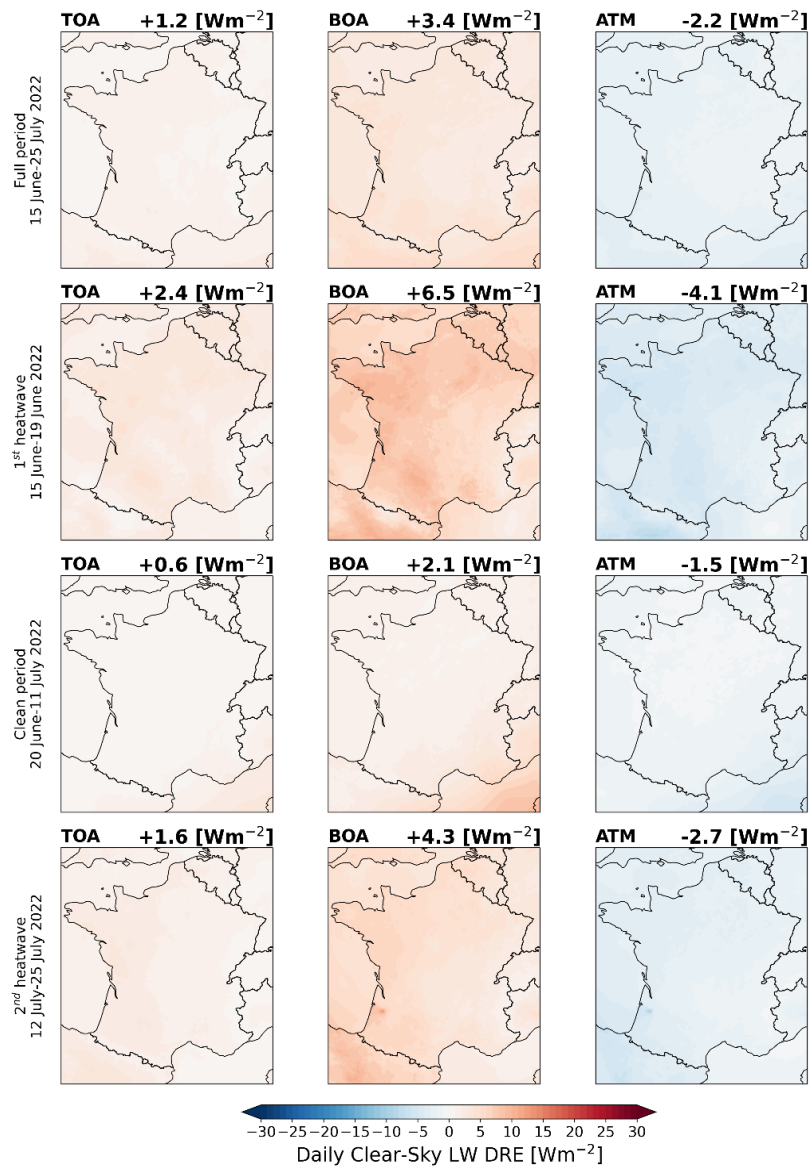 TOA +1.2 [Wm⁻²]
BOA +3.4 [Wm⁻²]
ATM -2.2 [Wm⁻²]
Full period
15 June-25 July 2022
TOA +2.4 [Wm⁻²]
BOA +6.5 [Wm⁻²]
ATM -4.1 [Wm⁻²]
1ˢᵗ heatwave
15 June-19 June 2022
TOA +0.6 [Wm⁻²]
BOA +2.1 [Wm⁻²]
ATM -1.5 [Wm⁻²]
Clean period
20 June-11 July 2022
TOA +1.6 [Wm⁻²]
BOA +4.3 [Wm⁻²]
ATM -2.7 [Wm⁻²]
2ⁿᵈ heatwave
12 July-25 July 2022
−30 −25 −20 −15 −10 −5 0 5 10 15 20 25 30
Daily Clear-Sky LW DRE [Wm⁻²]